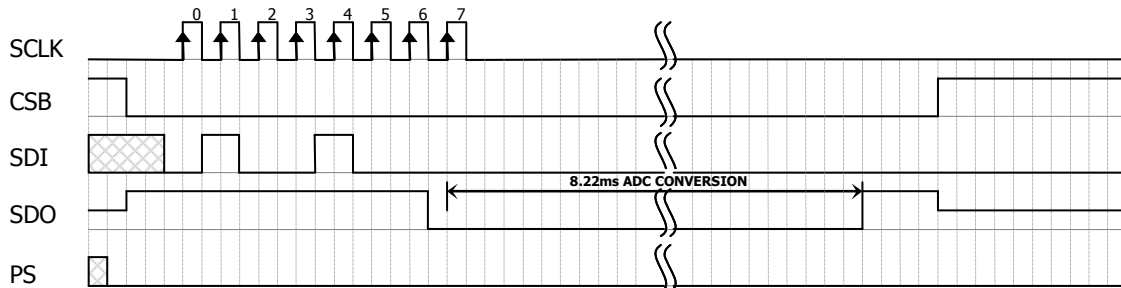 0 1 2 3 4 5 6 7
SCLK
CSB
SDI
8.22ms ADC CONVERSION
SDO
PS